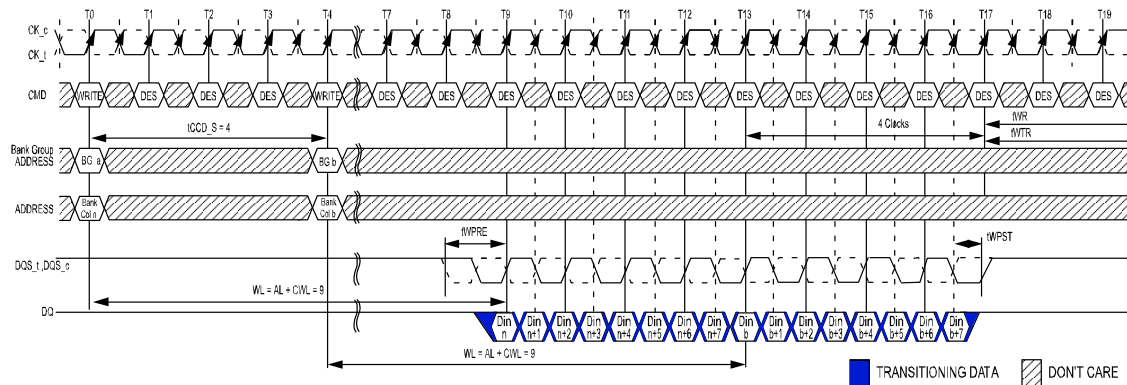 T0 T1 T2 T3 T4 T7 T8 T9 T10 T11 T12 T13 T14 T15 T16 T17 T18 T19
CK_c
CK_t
CMD WRITE DES DES DES WRITE DES DES DES DES DES DES DES DES DES DES DES DES DES
tCCD_S = 4
4 Clocks
tWR
tWTR
Bank Group
ADDRESS
BG a
BG b
ADDRESS
Bank
Col n
Bank
Col b
tWPRE
tWPST
DQS_t ,DQS_c
WL = AL + CWL = 9
DQ
Din Din Din Din Din Din Din Din Din Din Din Din Din Din Din Din
n n+1 n+2 n+3 n+4 n+5 n+6 n+7 b b+1 b+2 b+3 b+4 b+5 b+6 b+7
WL = AL + CWL = 9
TRANSITIONING DATA
DON'T CARE